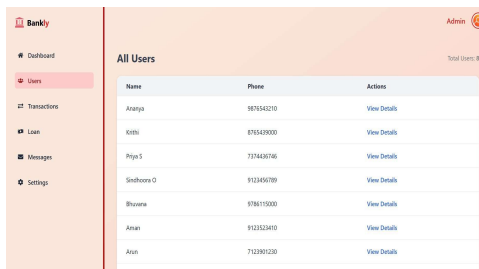 Bankly
Admin
Dashboard
Users
Transactions
Loan
Messages
Settings
All Users
Total Users: 8
Name Phone Actions
Ananya 9876543210 View Details
Krithi 8765439000 View Details
Priya S 7374436746 View Details
Sindhoora O 9123456789 View Details
Bhuvana 9786115000 View Details
Aman 9123523410 View Details
Arun 7123901230 View Details